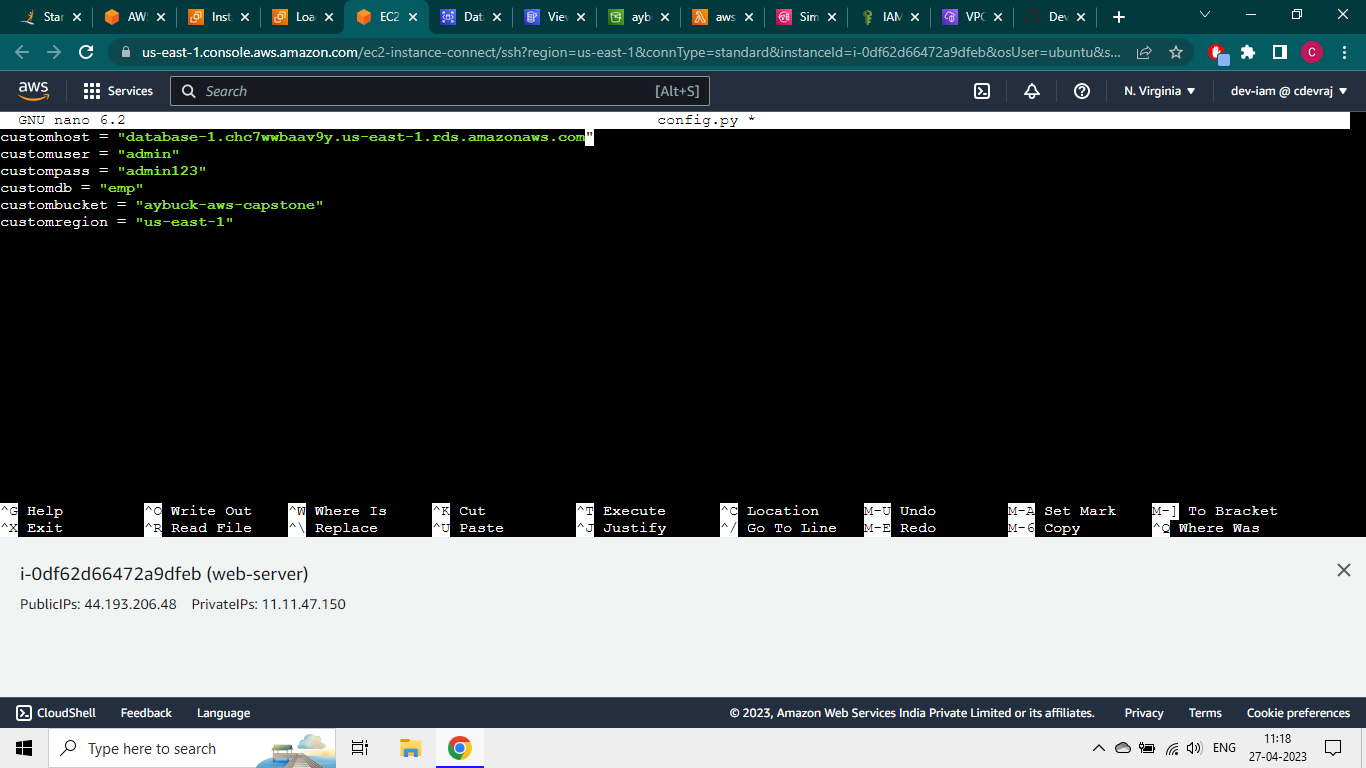 Star
AW
Inst
Loa
EC2
Dat
Viev
ayb
aws
Sim
IAM
VPC
Dev
us-east-1.console.aws.amazon.com/ec2-instance-connect/ssh?region=us-east-1&connType=standard&instanceId=i-0df62d66472a9dfeb&osUser=ubuntu&s...
C
aws
Services
Search
[Alt+S]
N. Virginia
dev-iam @ cdevraj
GNU nano 6.2 config.py *
customhost = "database-1.chc7wwbaav9y.us-east-1.rds.amazonaws.com"
customuser = "admin"
custompass = "admin123"
customdb = "emp"
custombucket = "aybuck-aws-capstone"
customregion = "us-east-1"
^G Help ^O Write Out ^W Where Is ^K Cut ^T Execute ^C Location M-U Undo M-A Set Mark M-] To Bracket
^X Exit ^R Read File ^\ Replace ^U Paste ^J Justify ^/ Go To Line M-E Redo M-6 Copy ^Q Where Was
i-0df62d66472a9dfeb (web-server)
PublicIPs: 44.193.206.48 PrivateIPs: 11.11.47.150
CloudShell Feedback Language © 2023, Amazon Web Services India Private Limited or its affiliates. Privacy Terms Cookie preferences
Type here to search
ENG
11:18
27-04-2023